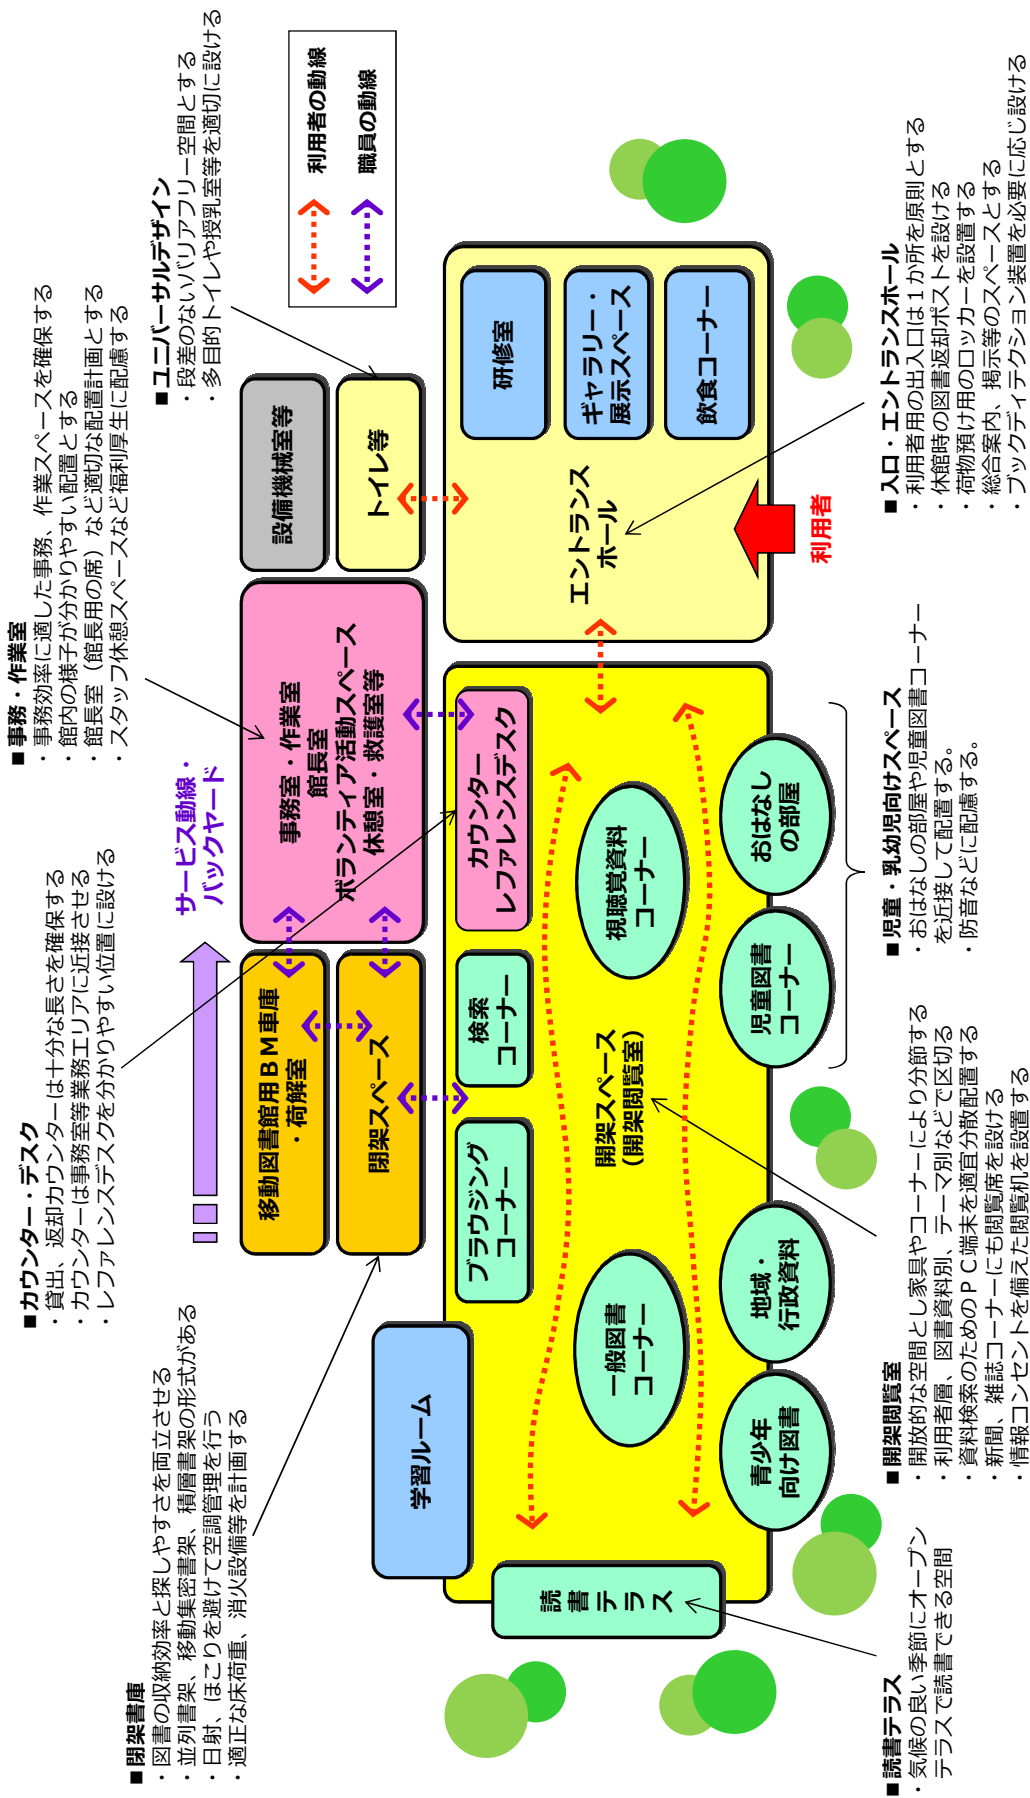 ■閉架書庫
・図書の収納効率と探しやすさを両立させる
・並列書架、移動集密書架、積層書架の形式がある
・日射、ほこりを避けて空調管理を行う
・適正な床荷重、消火設備等を計画する
■カウンター・デスク
・貸出、返却カウンターは十分な長さを確保する
・カウンターは事務室等業務エリアに近接させる
・レファレンスデスクを分かりやすい位置に設ける
■事務・作業室
・事務効率に適した事務、作業スペースを確保する
・館内の様子が分かりやすい配置とする
・館長室（館長用の席）など適切な配置計画とする
・スタッフ休憩スペースなど福利厚生に配慮する
■ユニバーサルデザイン
・段差のないバリアフリー空間とする
・多目的トイレや授乳室等を適切に設ける
利用者の動線
職員の動線
サービス動線・
バックヤード
移動図書館用ＢＭ車庫
・荷解室
閉架スペース
事務室・作業室
館長室
ボランティア活動スペース
休憩室・救護室等
設備機械室等
トイレ等
学習ルーム
ブラウジング
コーナー
検索
コーナー
カウンター
レファレンスデスク
読書テラス
一般図書
コーナー
開架スペース
（開架閲覧室）
視聴覚資料
コーナー
青少年
向け図書
地域・
行政資料
児童図書
コーナー
おはなし
の部屋
エントランス
ホール
研修室
ギャラリー・
展示スペース
飲食コーナー
利用者
■読書テラス
・気候の良い季節にオープン
テラスで読書できる空間
■開架閲覧室
・開放的な空間とし家具やコーナーにより分節する
・利用者層、図書資料別、テーマ別などで区切る
・資料検索のためのＰＣ端末を適宜分散配置する
・新聞、雑誌コーナーにも閲覧席を設ける
・情報コンセントを備えた閲覧机を設置する
■児童・乳幼児向けスペース
・おはなしの部屋や児童図書コーナー
を近接して配置する。
・防音などに配慮する。
■入口・エントランスホール
・利用者用の出入口は１か所を原則とする
・休館時の図書返却ポストを設ける
・荷物預け用のロッカーを設置する
・総合案内、掲示等のスペースとする
・ブックディテクション装置を必要に応じ設ける